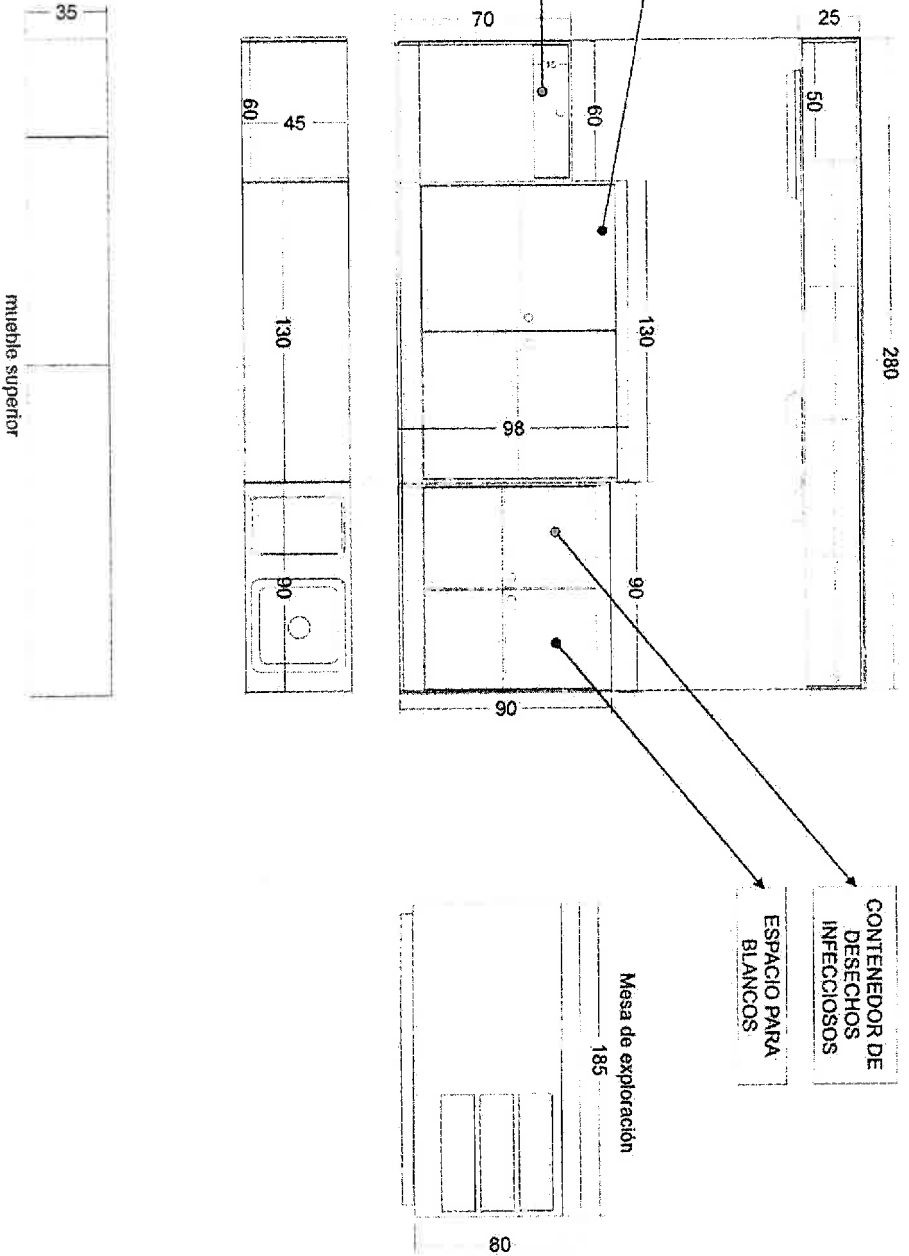 35
70
25
15
60
50
60
45
280
130
130
98
90
90
90
mueble superior
CONTENEDOR DE
DESECHOS
INFECCIOSOS
ESPACIO PARA
BLANCOS
Mesa de exploración
185
80